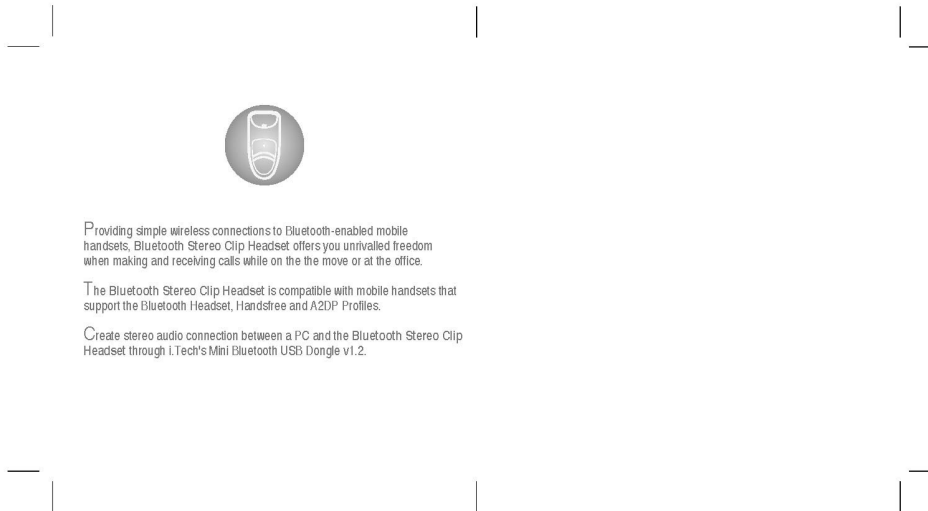 Providing simple wireless connections to Bluetooth-enabled mobile
handsets, Bluetooth Stereo Clip Headset offers you unrivalled freedom
when making and receiving calls while on the the move or at the office.
The Bluetooth Stereo Clip Headset is compatible with mobile handsets that
support the Bluetooth Headset, Handsfree and A2DP Profiles.
Create stereo audio connection between a PC and the Bluetooth Stereo Clip
Headset through i.Tech's Mini Bluetooth USB Dongle v1.2.